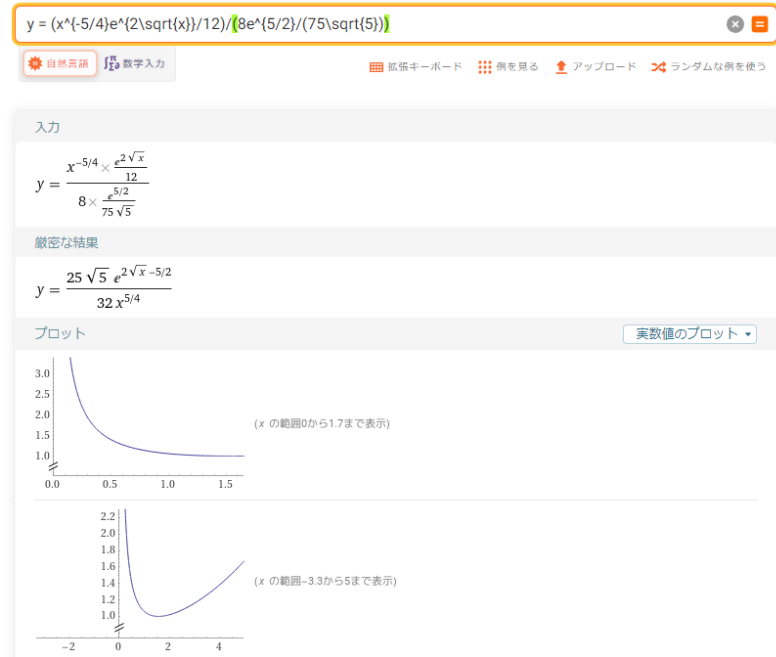 y = (x^{-5/4}e^{2\sqrt{x}}/12)/(8e^{5/2}/(75\sqrt{5}))
自然言語 数学入力 拡張キーボード 例を見る アップロード ランダムな例を使う
入力
y = x^{-5/4} × e^{2√x}/12 / 8 × e^{5/2}/75√5
厳密な結果
y = 25√5 e^{2√x −5/2} / 32 x^{5/4}
プロット 実数値のプロット
3.0
2.5
2.0
1.5
1.0
(x の範囲0から1.7まで表示)
0.0 0.5 1.0 1.5
2.2
2.0
1.8
1.6
1.4
1.2
1.0
(x の範囲−3.3から5まで表示)
−2 0 2 4